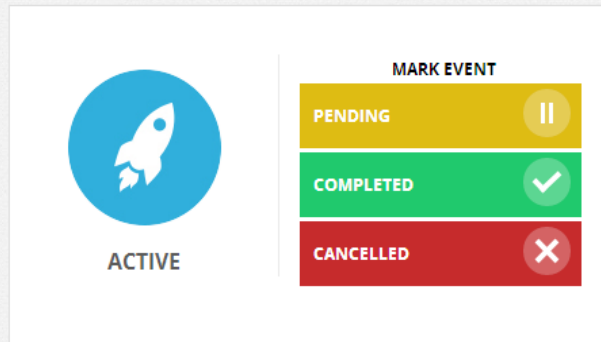 MARK EVENT
PENDING
COMPLETED
CANCELLED
ACTIVE